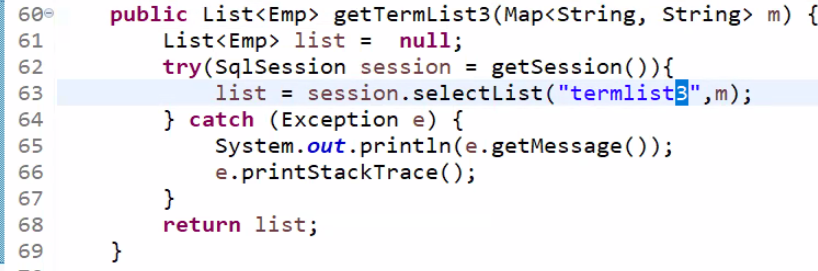 60 public List<Emp> getTermList3(Map<String, String> m) {
61 List<Emp> list = null;
62 try(SqlSession session = getSession()){
63 list = session.selectList("termlist3",m);
64 } catch (Exception e) {
65 System.out.println(e.getMessage());
66 e.printStackTrace();
67 }
68 return list;
69 }